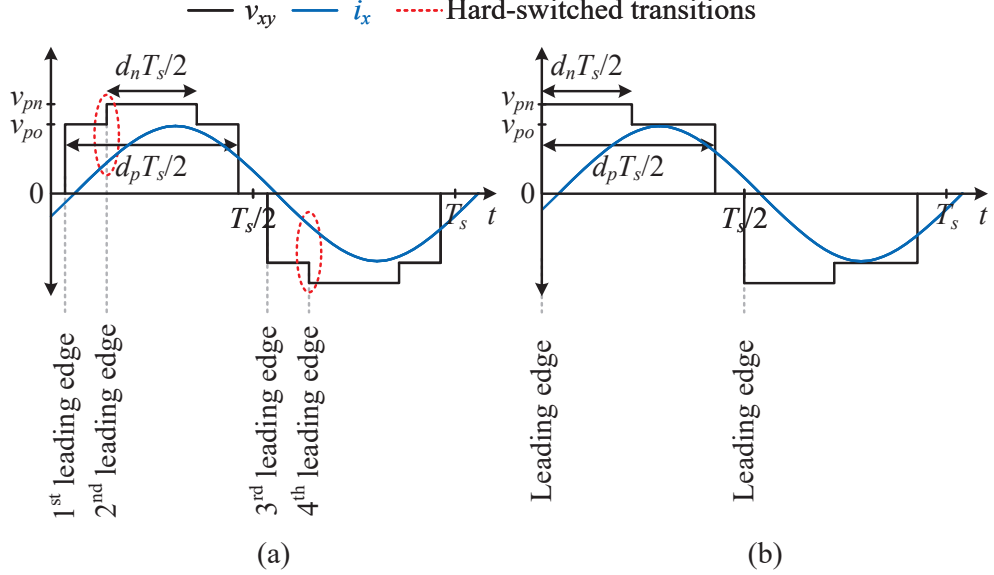 v_xy i_x Hard-switched transitions
d_nT_s/2
v_pn
v_po
d_pT_s/2
0
T_s/2
T_s
t
1st leading edge
2nd leading edge
3rd leading edge
4th leading edge
(a)
d_nT_s/2
v_pn
v_po
d_pT_s/2
0
T_s/2
T_s
t
Leading edge
Leading edge
(b)